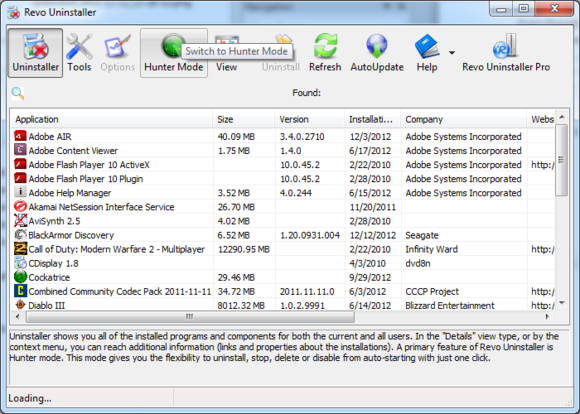 Revo Uninstaller
Uninstaller Tools Options Hunter Mode View Uninstall Refresh AutoUpdate Help Revo Uninstaller Pro
Switch to Hunter Mode
Found:
Application Size Version Installati... Company Webs
Adobe AIR 40.09 MB 3.4.0.2710 12/3/2012 Adobe Systems Incorporated
Adobe Content Viewer 1.75 MB 1.4.0 6/17/2012 Adobe Systems Incorporated
Adobe Flash Player 10 ActiveX 10.0.45.2 2/22/2010 Adobe Systems Incorporated http:/
Adobe Flash Player 10 Plugin 10.0.45.2 2/28/2010 Adobe Systems Incorporated
Adobe Help Manager 3.52 MB 4.0.244 6/15/2012 Adobe Systems Incorporated
Akamai NetSession Interface Service 26.70 MB 11/20/2011
AviSynth 2.5 4.02 MB 2/28/2010
BlackArmor Discovery 6.52 MB 1.20.0931.004 12/12/2012 Seagate
Call of Duty: Modern Warfare 2 - Multiplayer 12290.95 MB 2/22/2010 Infinity Ward http:/
CDisplay 1.8 4/3/2010 dvd8n
Cockatrice 29.46 MB 9/29/2012
Combined Community Codec Pack 2011-11-11 34.72 MB 2011.11.11.0 6/3/2012 CCCP Project http:/
Diablo III 8012.32 MB 1.0.2.9991 6/14/2012 Blizzard Entertainment http:/
Uninstaller shows you all of the installed programs and components for both the current and all users. In the "Details" view type, or by
the context menu, you can reach additional information (links and properties about the installations). A primary feature of Revo Uninstaller is
Hunter mode. This mode gives you the flexibility to uninstall, stop, delete or disable from auto-starting with just one click.
Loading...